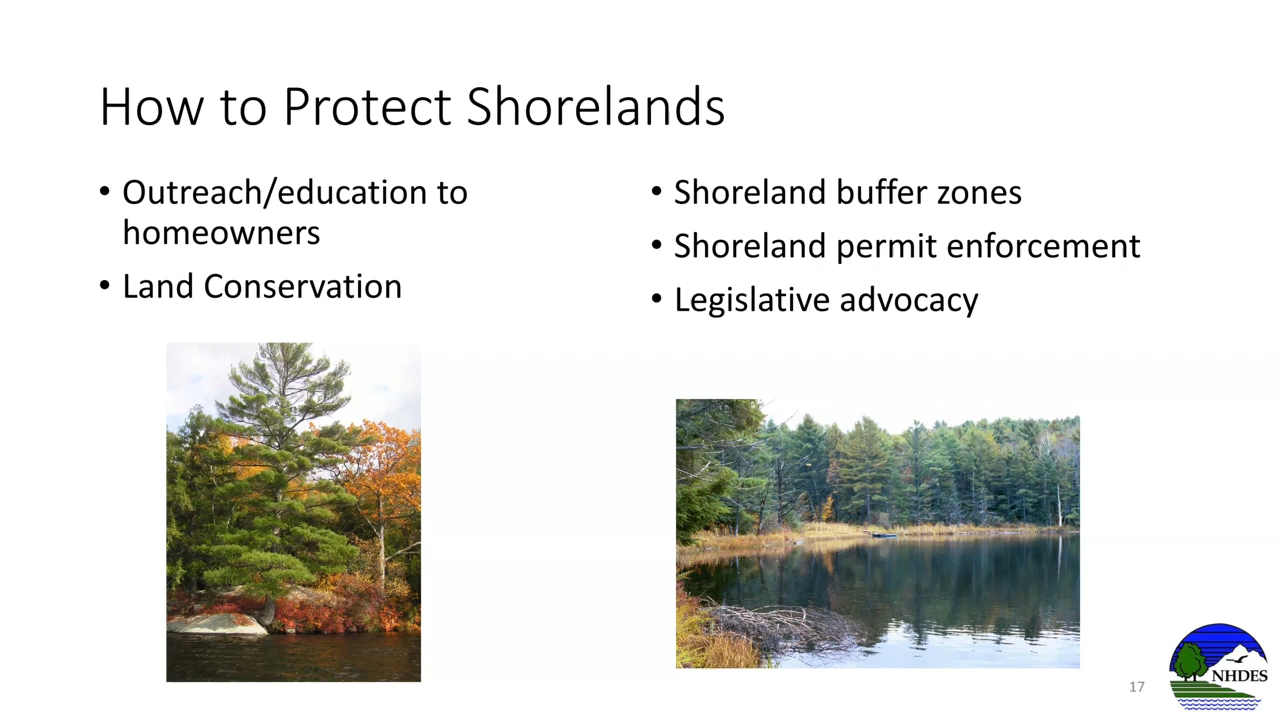 How to Protect Shorelands
• Outreach/education to
homeowners
• Land Conservation
• Shoreland buffer zones
• Shoreland permit enforcement
• Legislative advocacy
17
NHDES